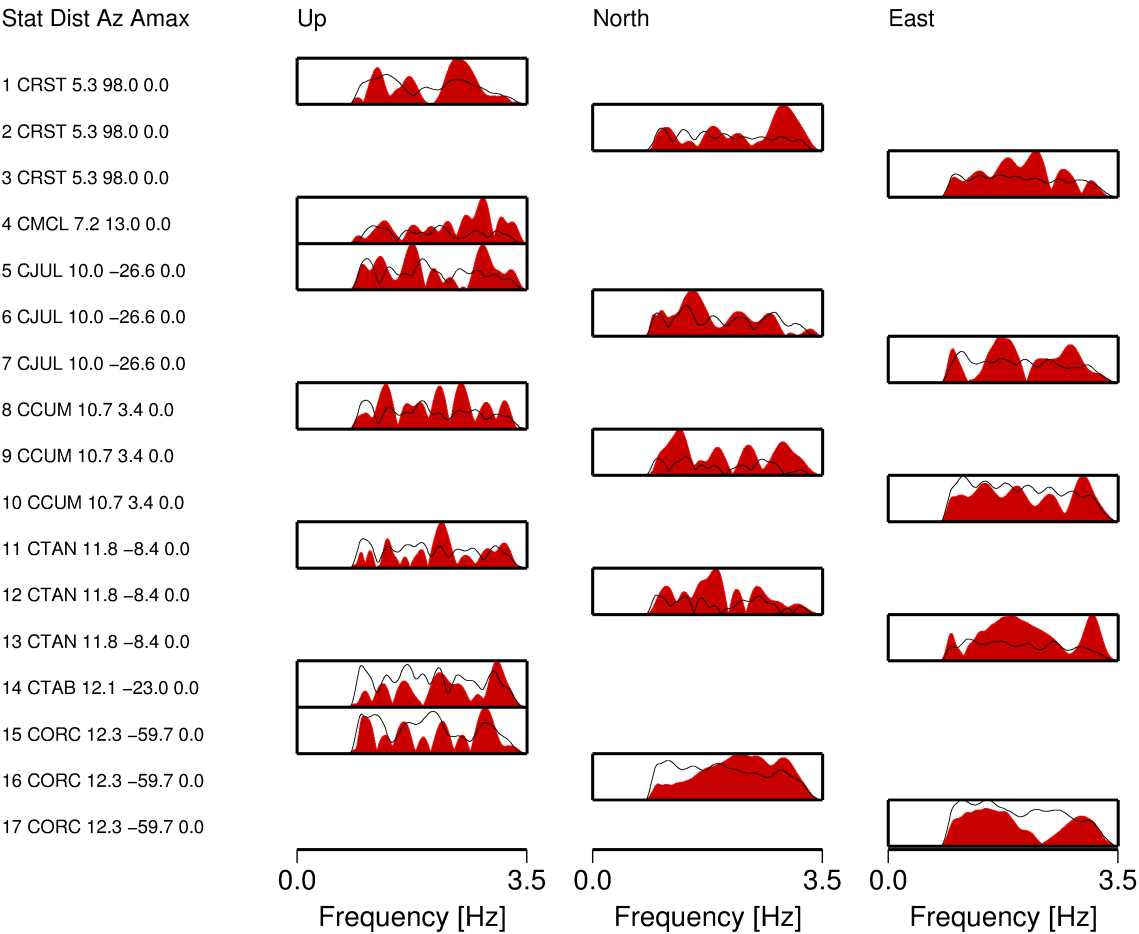 Stat Dist Az Amax Up North East
1 CRST 5.3 98.0 0.0
2 CRST 5.3 98.0 0.0
3 CRST 5.3 98.0 0.0
4 CMCL 7.2 13.0 0.0
5 CJUL 10.0 −26.6 0.0
6 CJUL 10.0 −26.6 0.0
7 CJUL 10.0 −26.6 0.0
8 CCUM 10.7 3.4 0.0
9 CCUM 10.7 3.4 0.0
10 CCUM 10.7 3.4 0.0
11 CTAN 11.8 −8.4 0.0
12 CTAN 11.8 −8.4 0.0
13 CTAN 11.8 −8.4 0.0
14 CTAB 12.1 −23.0 0.0
15 CORC 12.3 −59.7 0.0
16 CORC 12.3 −59.7 0.0
17 CORC 12.3 −59.7 0.0
0.0 3.5 0.0 3.5 0.0 3.5
Frequency [Hz] Frequency [Hz] Frequency [Hz]